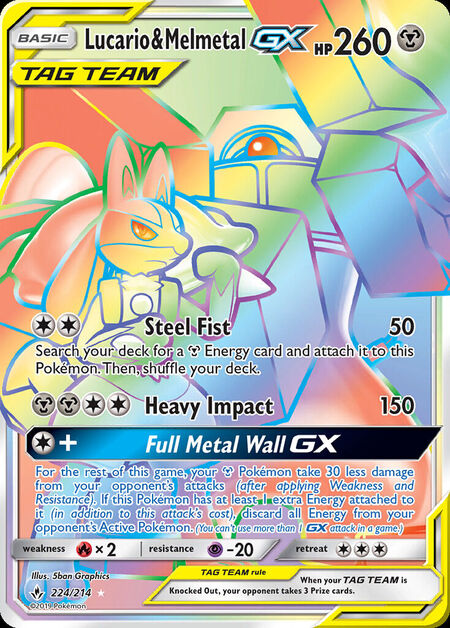 BASIC Lucario&Melmetal GX HP 260
TAG TEAM
Steel Fist 50
Search your deck for a Energy card and attach it to this
Pokémon. Then, shuffle your deck.
Heavy Impact 150
+ Full Metal Wall GX
For the rest of this game, your Pokémon take 30 less damage
from your opponent's attacks (after applying Weakness and
Resistance). If this Pokémon has at least 1 extra Energy attached to
it (in addition to this attack's cost), discard all Energy from your
opponent's Active Pokémon. (You can't use more than 1 GX attack in a game.)
weakness ×2 resistance -20 retreat
Illus. 5ban Graphics
224/214
©2019 Pokémon
TAG TEAM rule
When your TAG TEAM is
Knocked Out, your opponent takes 3 Prize cards.